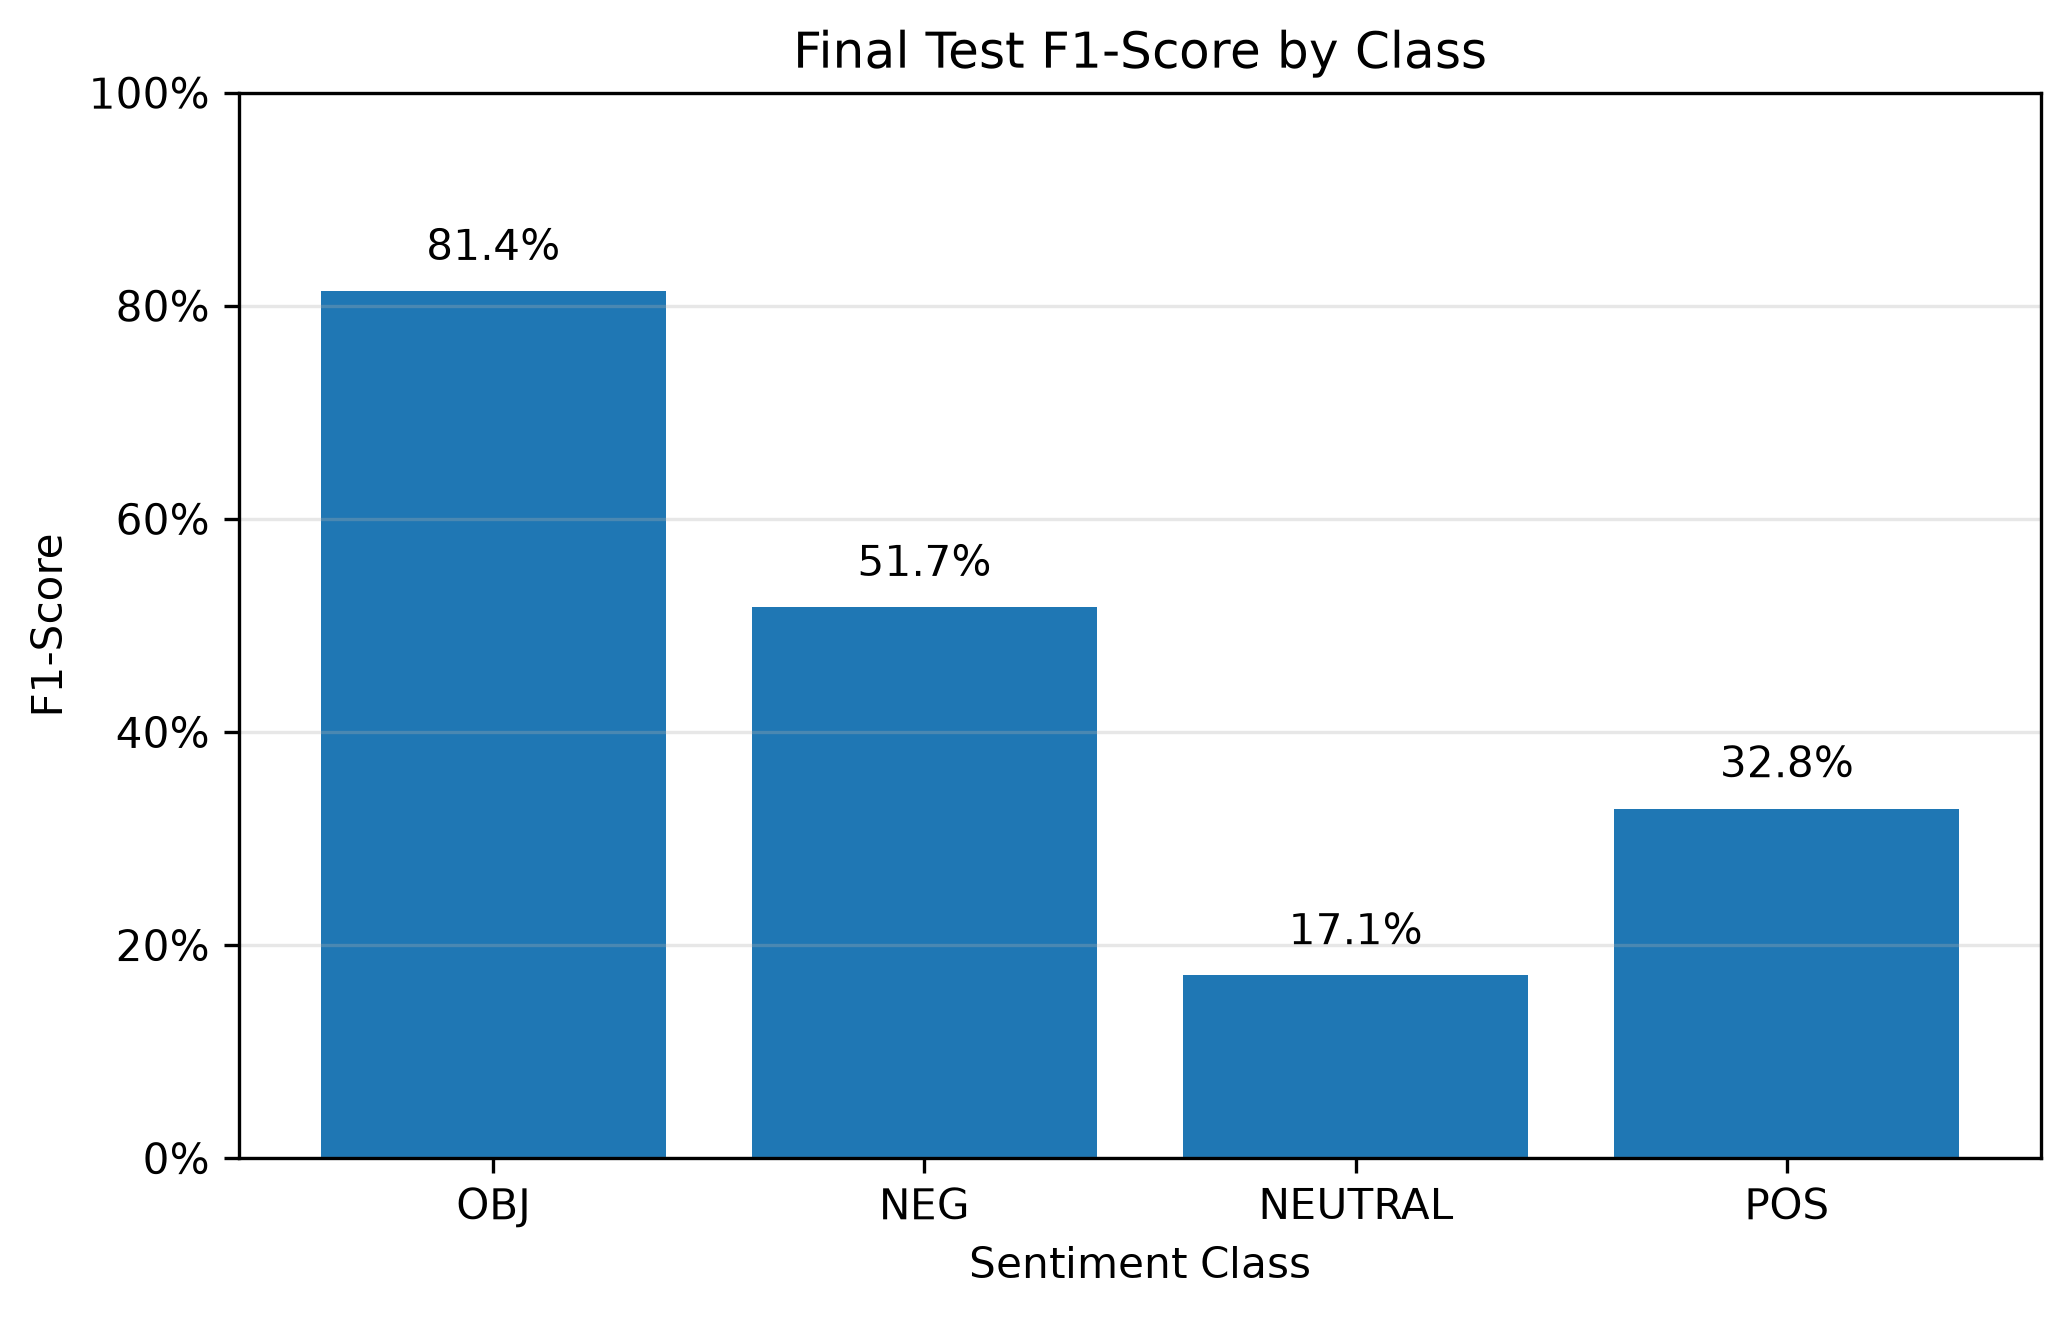 Final Test F1-Score by Class
100%
80%
60%
40%
20%
0%
F1-Score
81.4%
51.7%
17.1%
32.8%
OBJ
NEG
NEUTRAL
POS
Sentiment Class